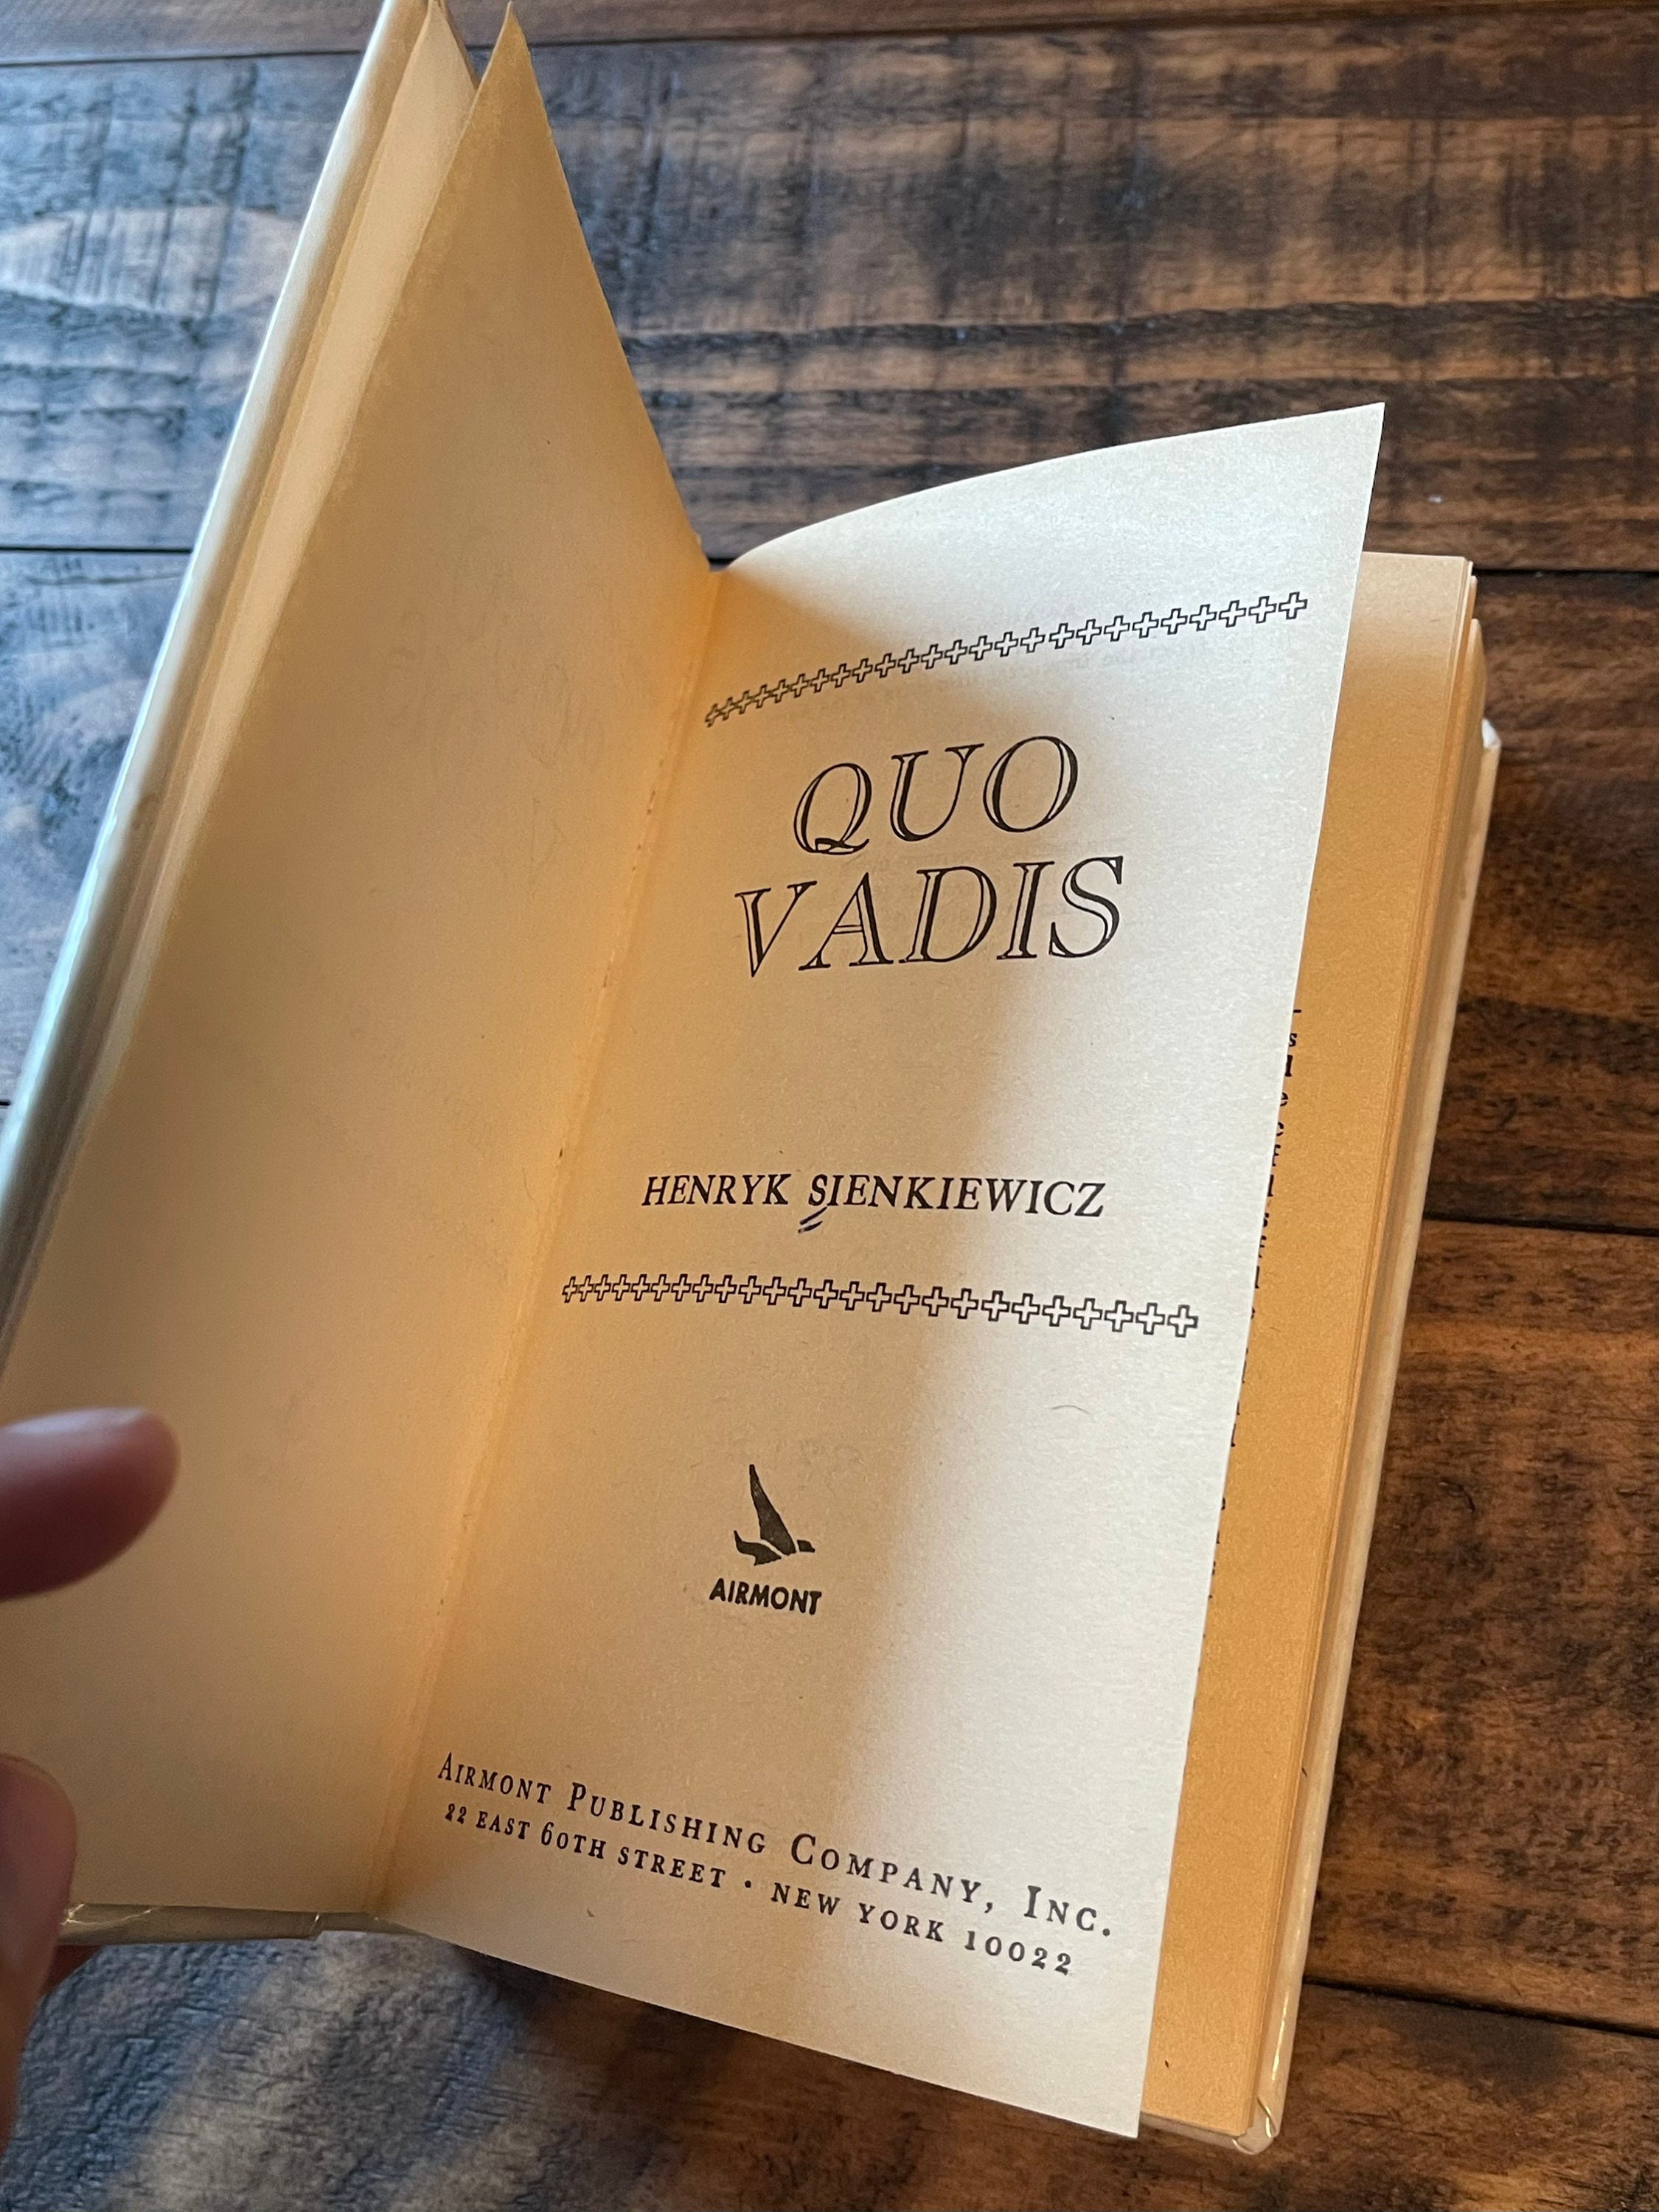 QUO
VADIS
HENRYK SIENKIEWICZ
AIRMONT
AIRMONT PUBLISHING COMPANY, INC.
22 EAST 60TH STREET • NEW YORK 10022